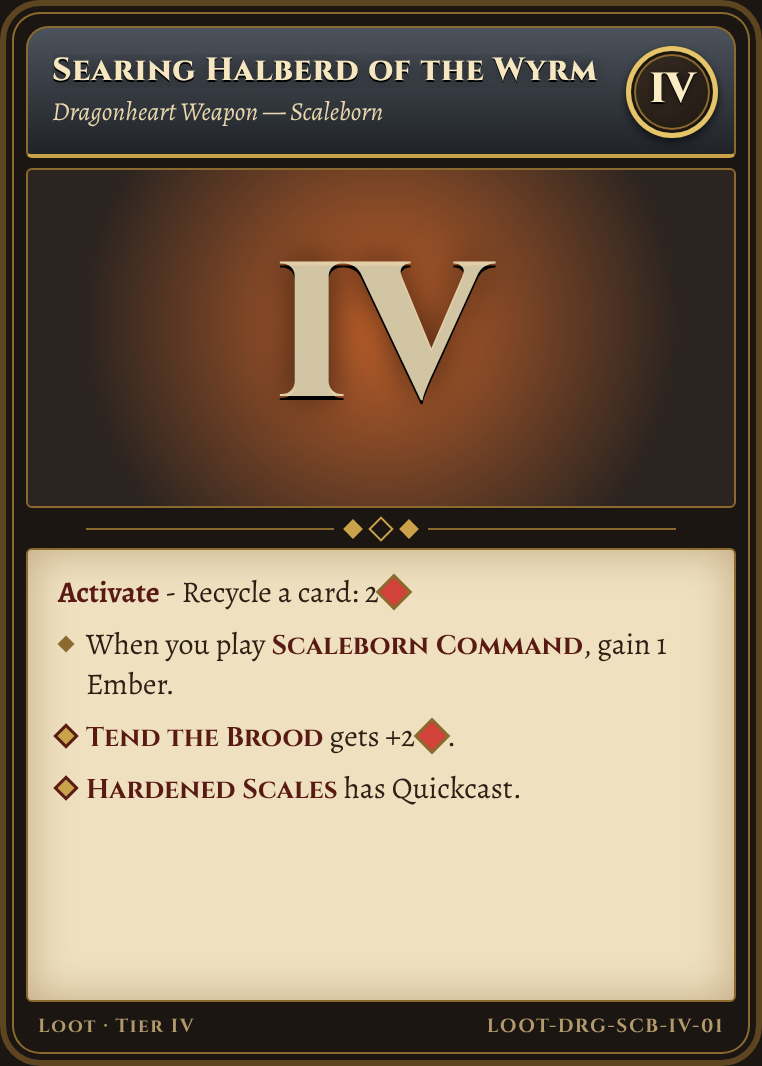 Searing Halberd of the Wyrm
IV
Dragonheart Weapon — Scaleborn
IV
Activate - Recycle a card: 2
When you play Scaleborn Command, gain 1
Ember.
Tend the Brood gets +2.
Hardened Scales has Quickcast.
Loot · Tier IV
LOOT-DRG-SCB-IV-01